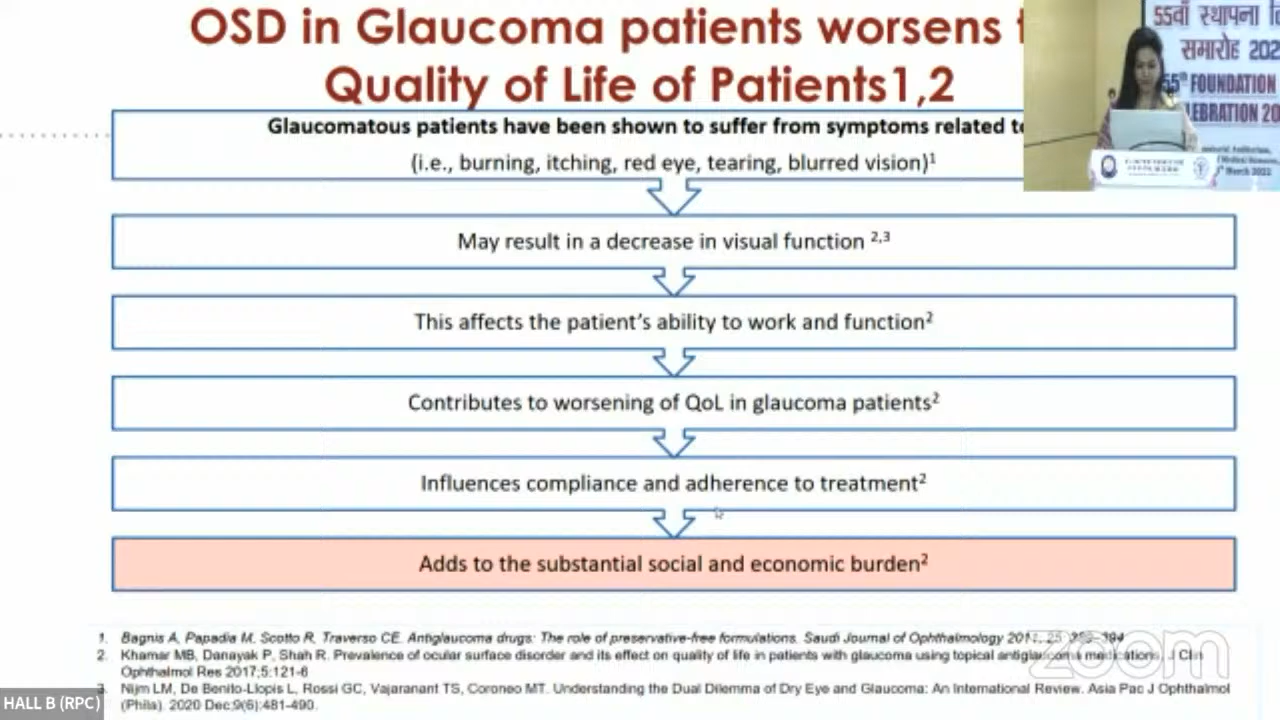 OSD in Glaucoma patients worsens
Quality of Life of Patients1,2
Glaucomatous patients have been shown to suffer from symptoms related
(i.e., burning, itching, red eye, tearing, blurred vision)1
May result in a decrease in visual function 2,3
This affects the patient’s ability to work and function2
Contributes to worsening of QoL in glaucoma patients2
Influences compliance and adherence to treatment2
Adds to the substantial social and economic burden2
1. Bagnis A, Papadia M, Scotto R, Traverso CE. Antiglaucoma drugs: The role of preservative-free formulations. Saudi Journal of Ophthalmology
2. Khamar MB, Danayak P, Shah R. Prevalence of ocular surface disorder and its effect on quality of life in patients with glaucoma using topical antiglaucoma medications. J Clin
Ophthalmol Res 2017;5:121-6
3. Nijm LM, De Benito-Llopis L, Rossi GC, Vajaranant TS, Coroneo MT. Understanding the Dual Dilemma of Dry Eye and Glaucoma: An International Review. Asia Pac J Ophthalmol
(Phila). 2020 Dec;9(6):481-490.
zoom
HALL B (RPC)
55वां स्थापना
समारोह
55th FOUNDATION